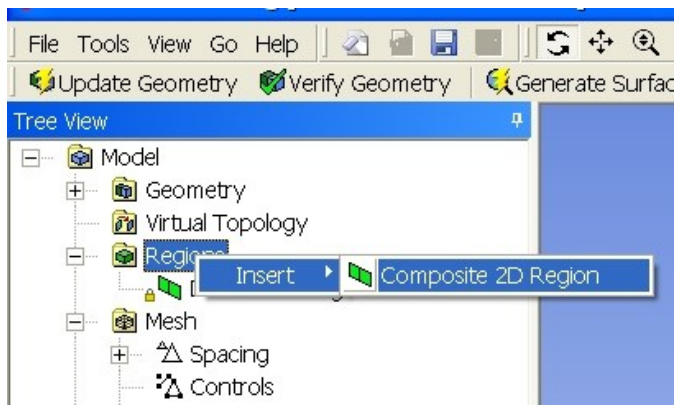 File Tools View Go Help
Update Geometry Verify Geometry Generate Surfac
Tree View
Model
Geometry
Virtual Topology
Regions
Insert Composite 2D Region
Mesh
Spacing
Controls